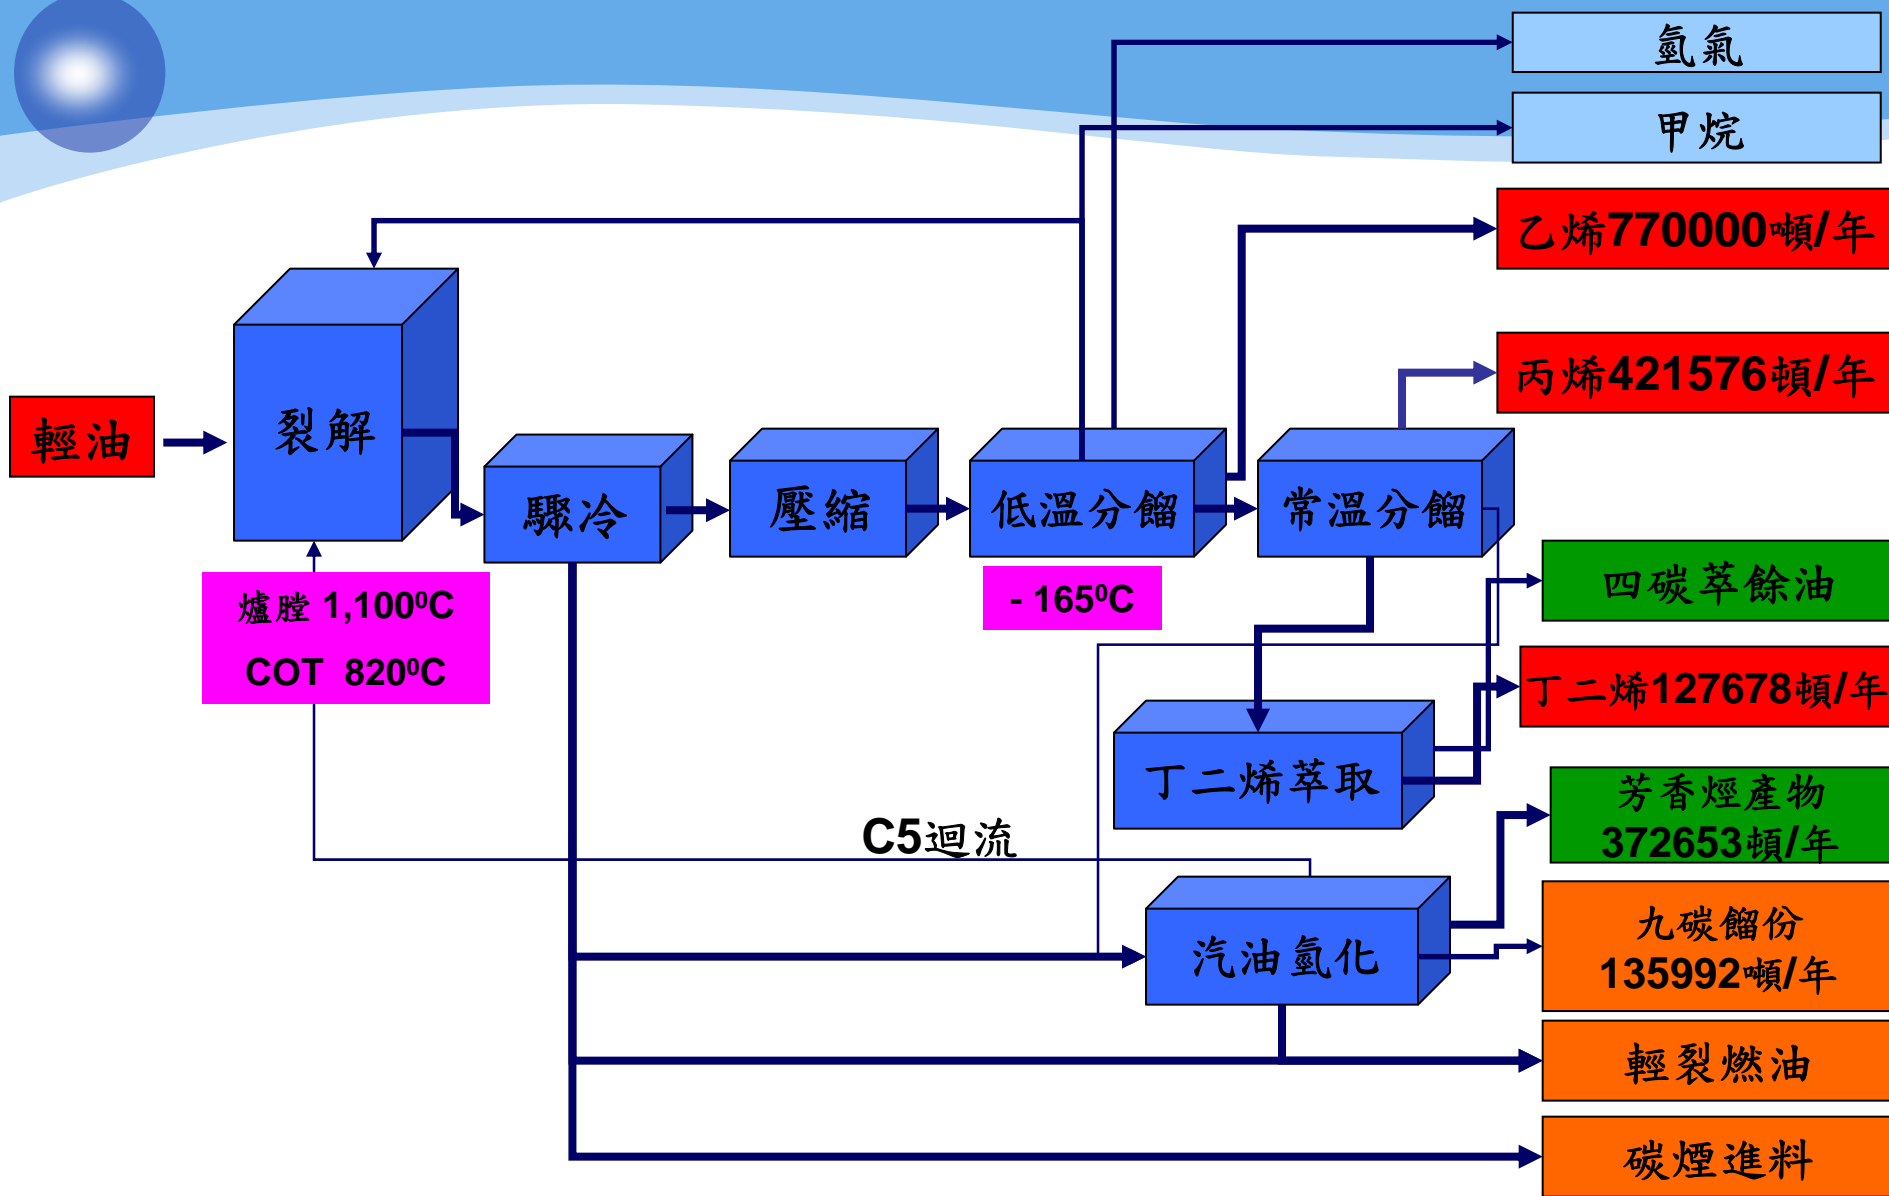 氫氣
甲烷
乙烯770000噸/年
丙烯421576頓/年
輕油
裂解
驟冷
壓縮
低溫分餾
常溫分餾
爐膛 1,100⁰C
COT 820⁰C
- 165⁰C
四碳萃餘油
丁二烯127678頓/年
丁二烯萃取
芳香烴產物
372653頓/年
C5迴流
汽油氫化
九碳餾份
135992噸/年
輕裂燃油
碳煙進料